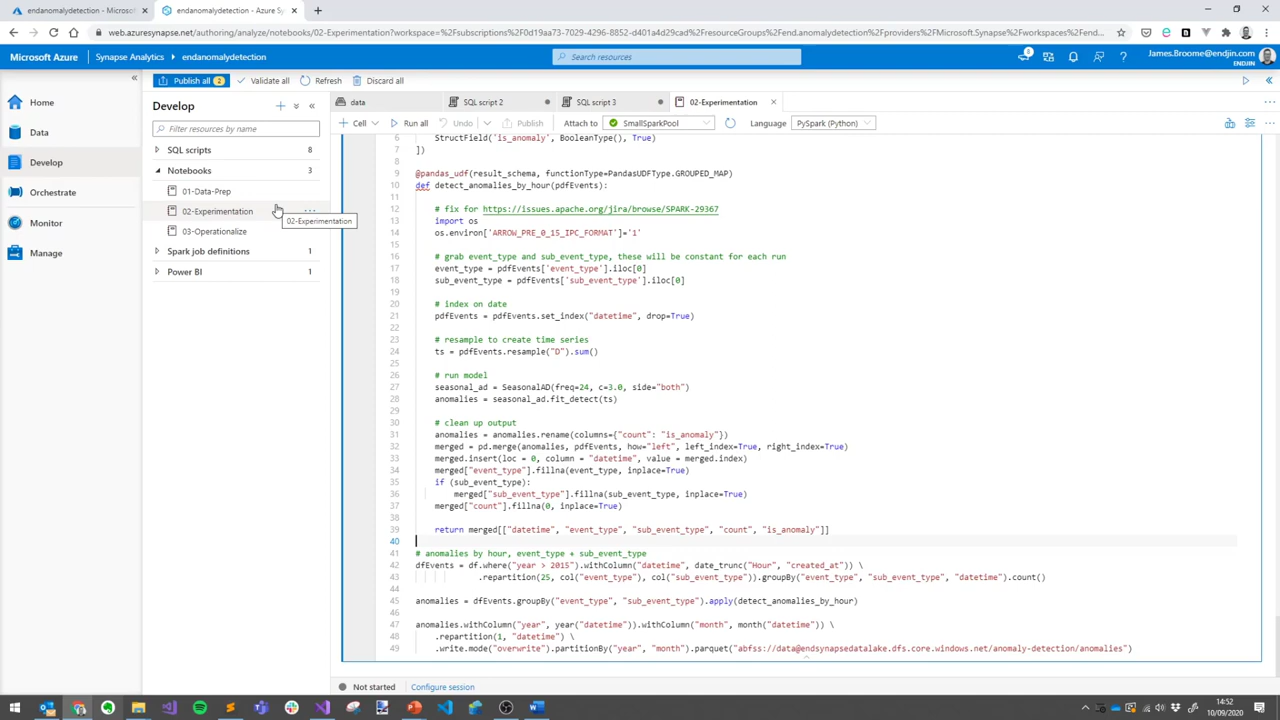 endanomalydetection - Microsoft
endanomalydetection - Azure Syn
web.azuresynapse.net/authoring/analyze/notebooks/02-Experimentation?workspace=%2Fsubscriptions%2F0d19aa73-7029-4296-8852-d401a4d29cad%2FresourceGroups%2FEnd.anomalydetection%2Fproviders%2FMicrosoft.Synapse%2Fworkspaces%2Fend...
Microsoft Azure
Synapse Analytics
endanomalydetection
Search resources
8
James.Broome@endjin.com
ENDJIN
Publish all 2
Validate all
Refresh
Discard all
Home
Data
Develop
Orchestrate
Monitor
Manage
Develop
Filter resources by name
SQL scripts 8
Notebooks 3
01-Data-Prep
02-Experimentation
03-Operationalize
02-Experimentation
Spark job definitions 1
Power BI 1
data
SQL script 2
SQL script 3
02-Experimentation
Cell
Run all
Undo
Publish
Attach to
SmallSparkPool
Language
PySpark (Python)
6 StructField('is_anomaly', BooleanType(), True)
7 ])
8
9 @pandas_udf(result_schema, functionType=PandasUDFType.GROUPED_MAP)
10 def detect_anomalies_by_hour(pdfEvents):
11
12 # fix for https://issues.apache.org/jira/browse/SPARK-29367
13 import os
14 os.environ['ARROW_PRE_0_15_IPC_FORMAT']='1'
15
16 # grab event_type and sub_event_type, these will be constant for each run
17 event_type = pdfEvents['event_type'].iloc[0]
18 sub_event_type = pdfEvents['sub_event_type'].iloc[0]
19
20 # index on date
21 pdfEvents = pdfEvents.set_index("datetime", drop=True)
22
23 # resample to create time series
24 ts = pdfEvents.resample("D").sum()
25
26 # run model
27 seasonal_ad = SeasonalAD(freq=24, c=3.0, side="both")
28 anomalies = seasonal_ad.fit_detect(ts)
29
30 # clean up output
31 anomalies = anomalies.rename(columns={"count": "is_anomaly"})
32 merged = pd.merge(anomalies, pdfEvents, how="left", left_index=True, right_index=True)
33 merged.insert(loc = 0, column = "datetime", value = merged.index)
34 merged["event_type"].fillna(event_type, inplace=True)
35 if (sub_event_type):
36 merged["sub_event_type"].fillna(sub_event_type, inplace=True)
37 merged["count"].fillna(0, inplace=True)
38
39 return merged[["datetime", "event_type", "sub_event_type", "count", "is_anomaly"]]
40
41 # anomalies by hour, event_type + sub_event_type
42 dfEvents = df.where("year > 2015").withColumn("datetime", date_trunc("Hour", "created_at")) \
43 .repartition(25, col("event_type"), col("sub_event_type")).groupBy("event_type", "sub_event_type", "datetime").count()
44
45 anomalies = dfEvents.groupBy("event_type", "sub_event_type").apply(detect_anomalies_by_hour)
46
47 anomalies.withColumn("year", year("datetime")).withColumn("month", month("datetime")) \
48 .repartition(1, "datetime") \
49 .write.mode("overwrite").partitionBy("year", "month").parquet("abfss://data@endsynapsedatalake.dfs.core.windows.net/anomaly-detection/anomalies")
Not started
Configure session
14:52
10/09/2020